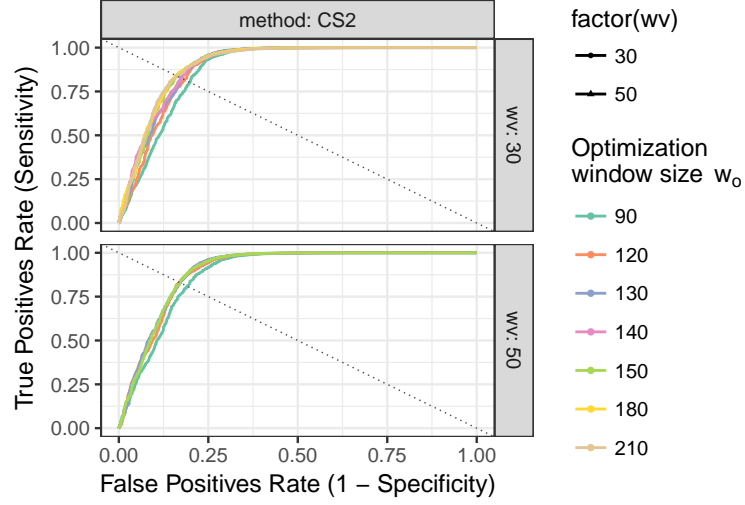 method: CS2
1.00
0.75
0.50
0.25
0.00
wv: 30
1.00
0.75
0.50
0.25
0.00
wv: 50
0.00 0.25 0.50 0.75 1.00
False Positives Rate (1 − Specificity)
True Positives Rate (Sensitivity)
factor(wv)
30
50
Optimization
window size wₒ
90
120
130
140
150
180
210